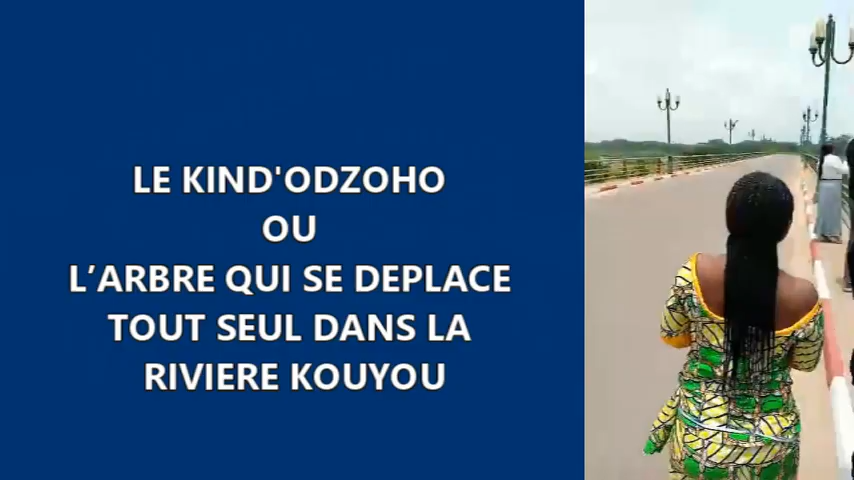 LE KIND'ODZOHO
OU
L’ARBRE QUI SE DEPLACE
TOUT SEUL DANS LA
RIVIERE KOUYOU